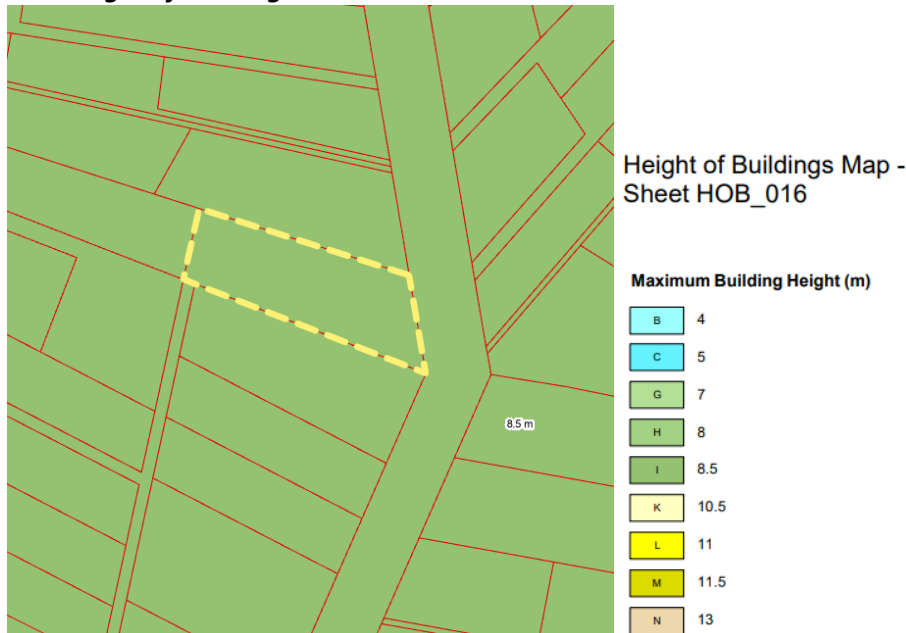 8.5 m
Height of Buildings Map -
Sheet HOB_016
Maximum Building Height (m)
B 4
C 5
G 7
H 8
I 8.5
K 10.5
L 11
M 11.5
N 13